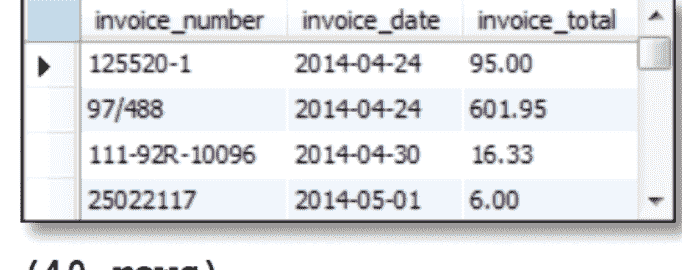 invoice_number invoice_date invoice_total
125520-1 2014-04-24 95.00
97/488 2014-04-24 601.95
111-92R-10096 2014-04-30 16.33
25022117 2014-05-01 6.00